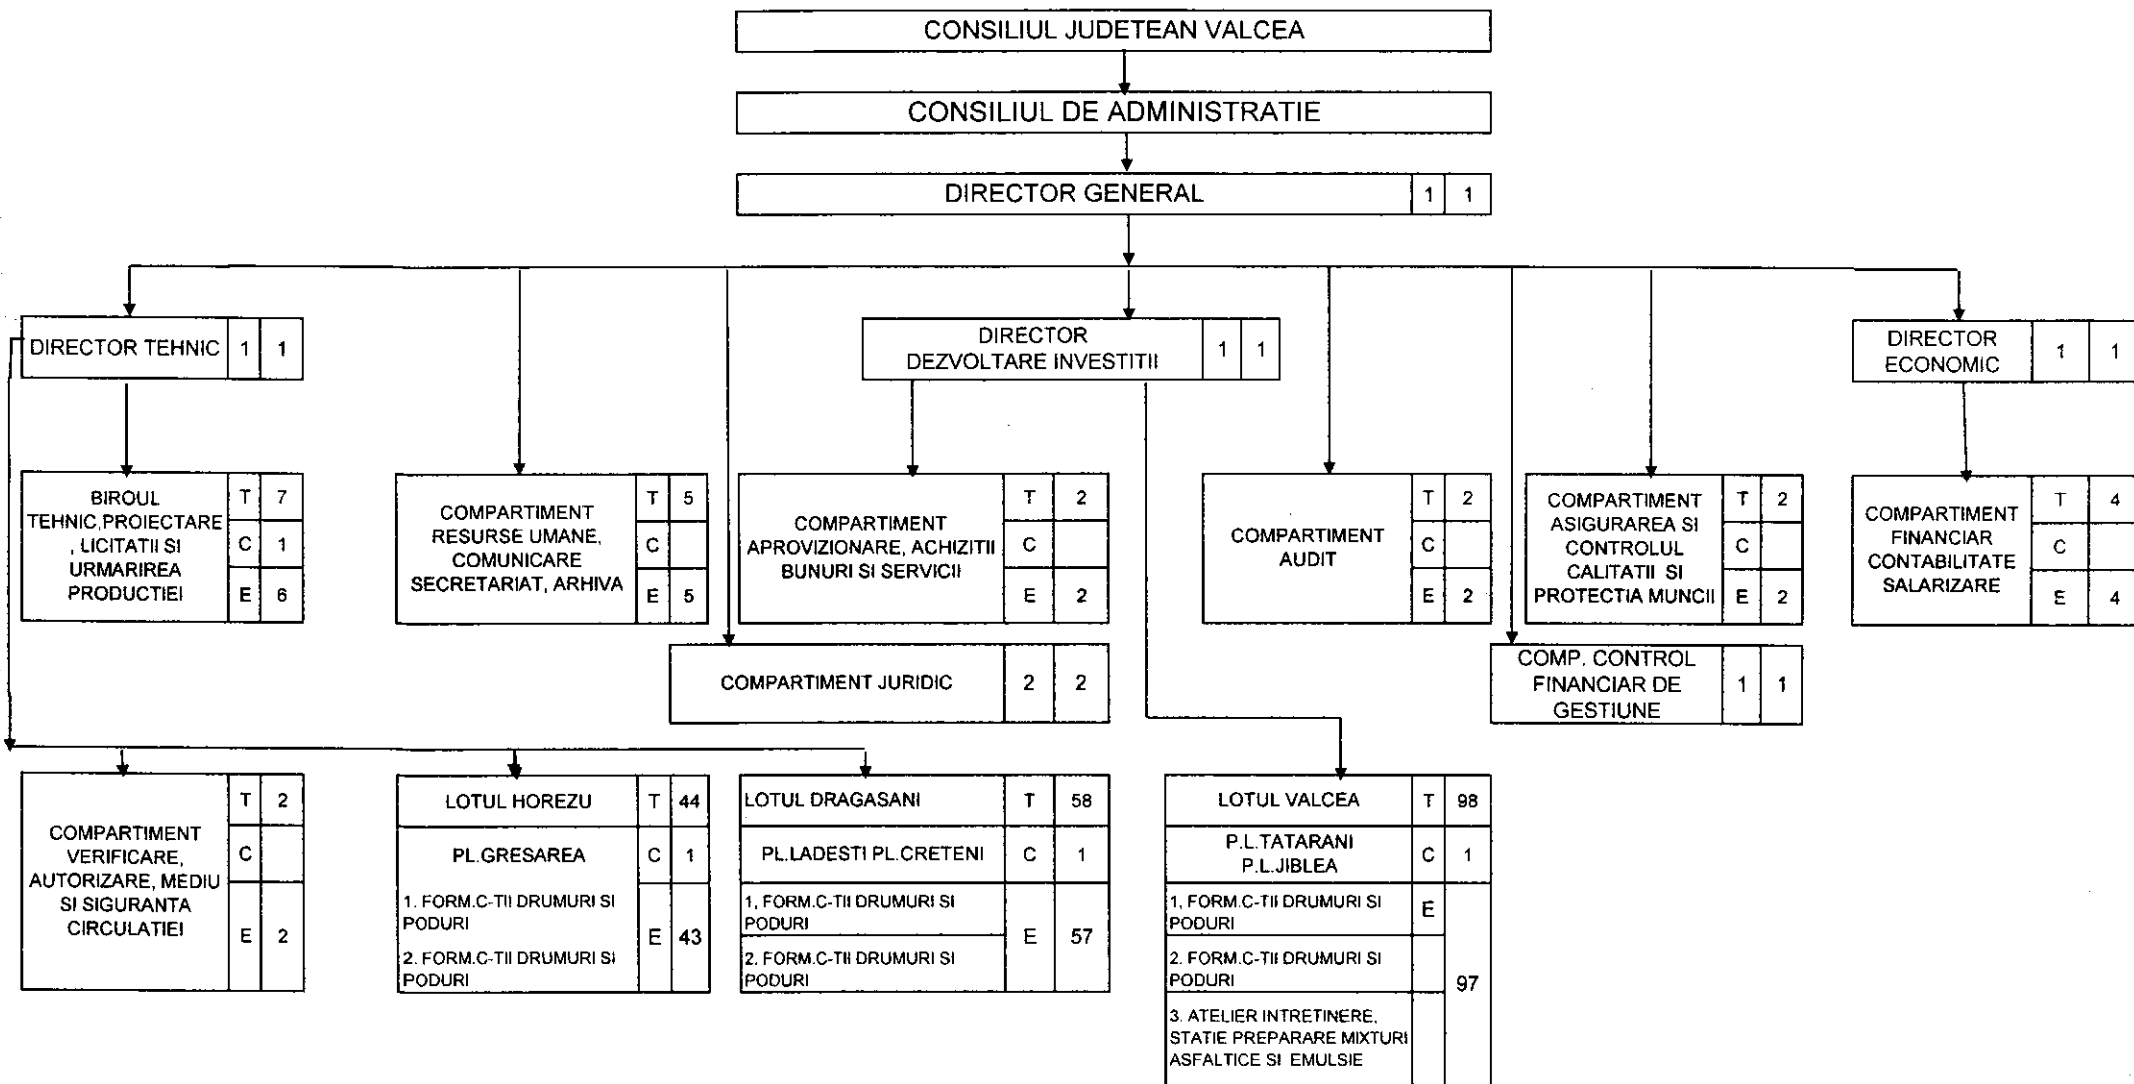 CONSILIUL JUDETEAN VALCEA
CONSILIUL DE ADMINISTRATIE
DIRECTOR GENERAL 1 1
DIRECTOR TEHNIC 1 1
DIRECTOR
DEZVOLTARE INVESTITII
1 1
DIRECTOR
ECONOMIC
1 1
BIROUL
TEHNIC,PROIECTARE
, LICITATII SI
URMARIREA
PRODUCTIEI
T 7
C 1
E 6
COMPARTIMENT
RESURSE UMANE,
COMUNICARE
SECRETARIAT, ARHIVA
T 5
C
E 5
COMPARTIMENT
APROVIZIONARE, ACHIZITII
BUNURI SI SERVICII
T 2
C
E 2
COMPARTIMENT
AUDIT
T 2
C
E 2
COMPARTIMENT
ASIGURAREA SI
CONTROLUL
CALITATII SI
PROTECTIA MUNCII
T 2
C
E 2
COMPARTIMENT
FINANCIAR
CONTABILITATE
SALARIZARE
T 4
C
E 4
COMPARTIMENT JURIDIC 2 2
COMP. CONTROL
FINANCIAR DE
GESTIUNE
1 1
COMPARTIMENT
VERIFICARE,
AUTORIZARE, MEDIU
SI SIGURANTA
CIRCULATIEI
T 2
C
E 2
LOTUL HOREZU T 44
PL.GRESAREA C 1
1. FORM.C-TII DRUMURI SI
PODURI
2. FORM.C-TII DRUMURI SI
PODURI
E 43
LOTUL DRAGASANI T 58
PL.LADESTI PL.CRETENI C 1
1, FORM.C-TII DRUMURI SI
PODURI
2. FORM.C-TII DRUMURI SI
PODURI
E 57
LOTUL VALCEA T 98
P.L.TATARANI
P.L.JIBLEA
C 1
1, FORM.C-TII DRUMURI SI
PODURI
E
2. FORM.C-TII DRUMURI SI
PODURI
97
3. ATELIER INTRETINERE,
STATIE PREPARARE MIXTURI
ASFALTICE SI EMULSIE